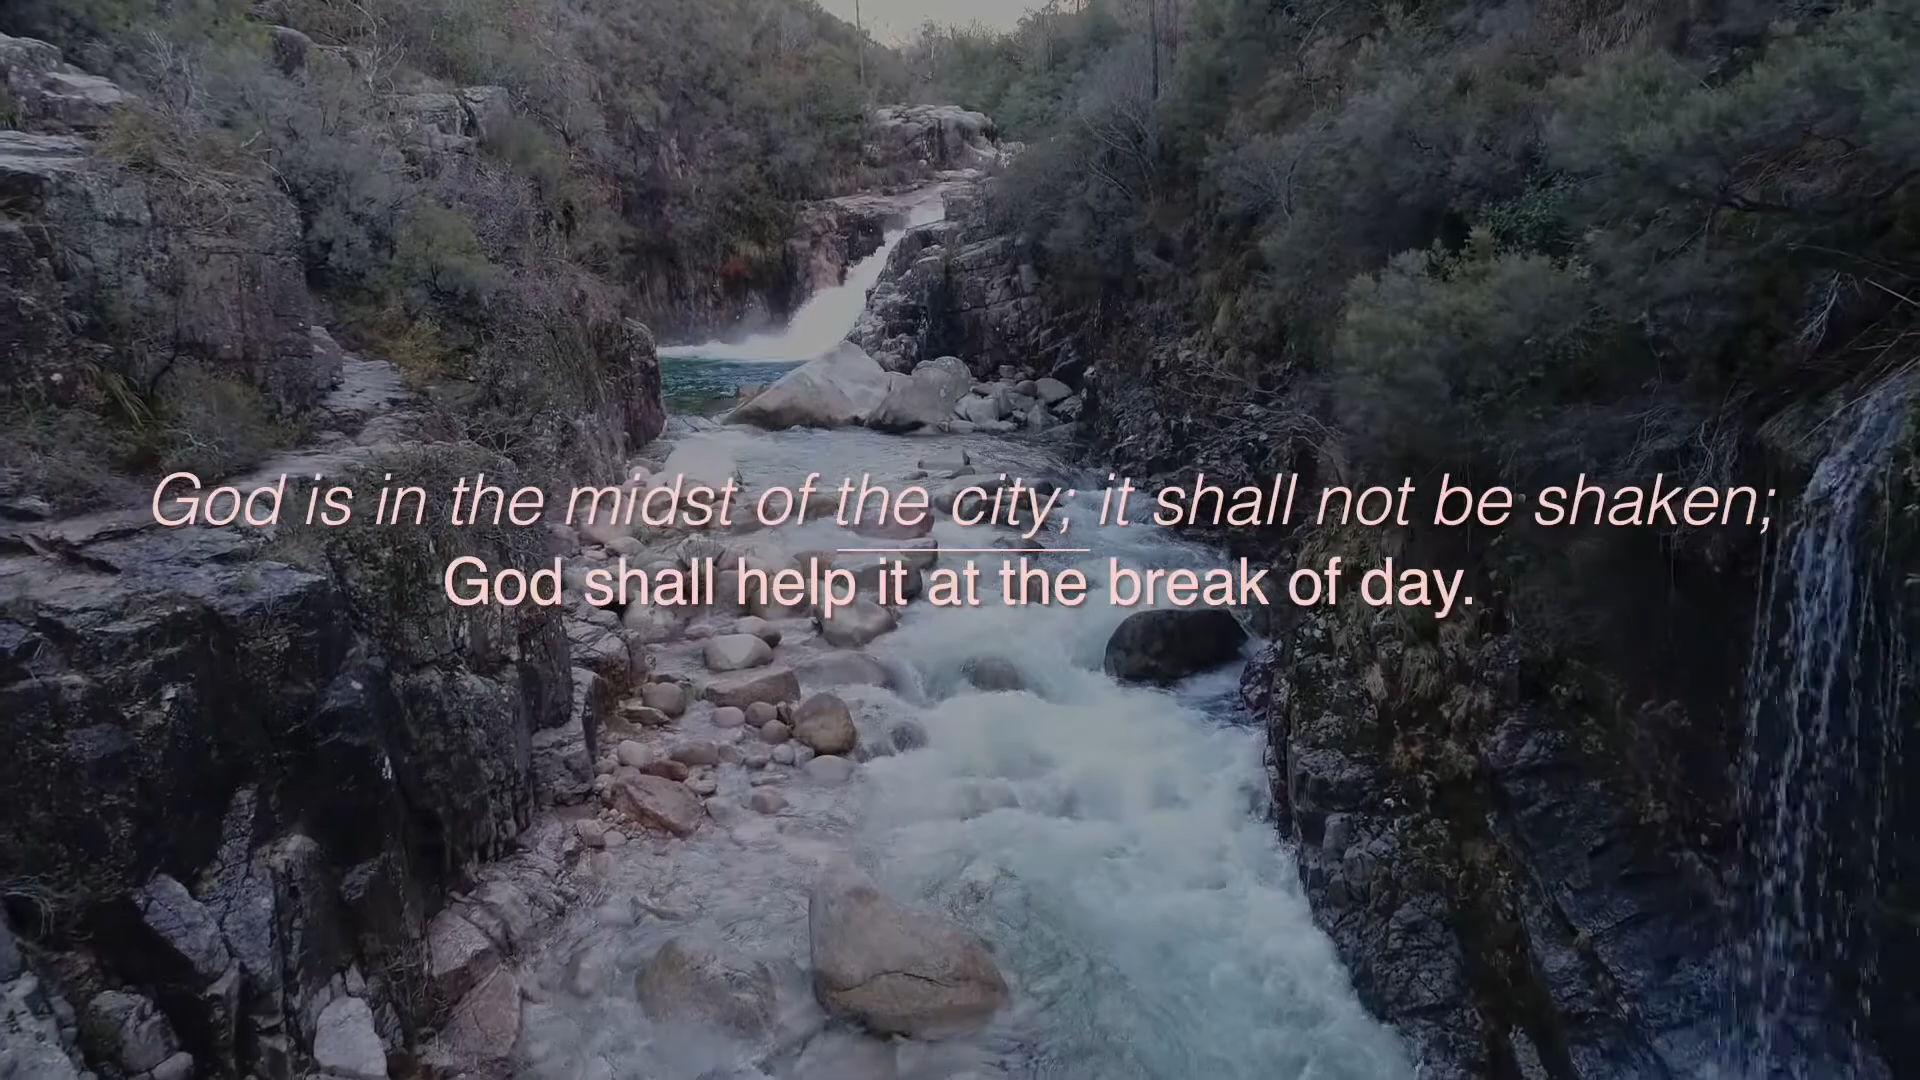 God is in the midst of the city; it shall not be shaken;
God shall help it at the break of day.